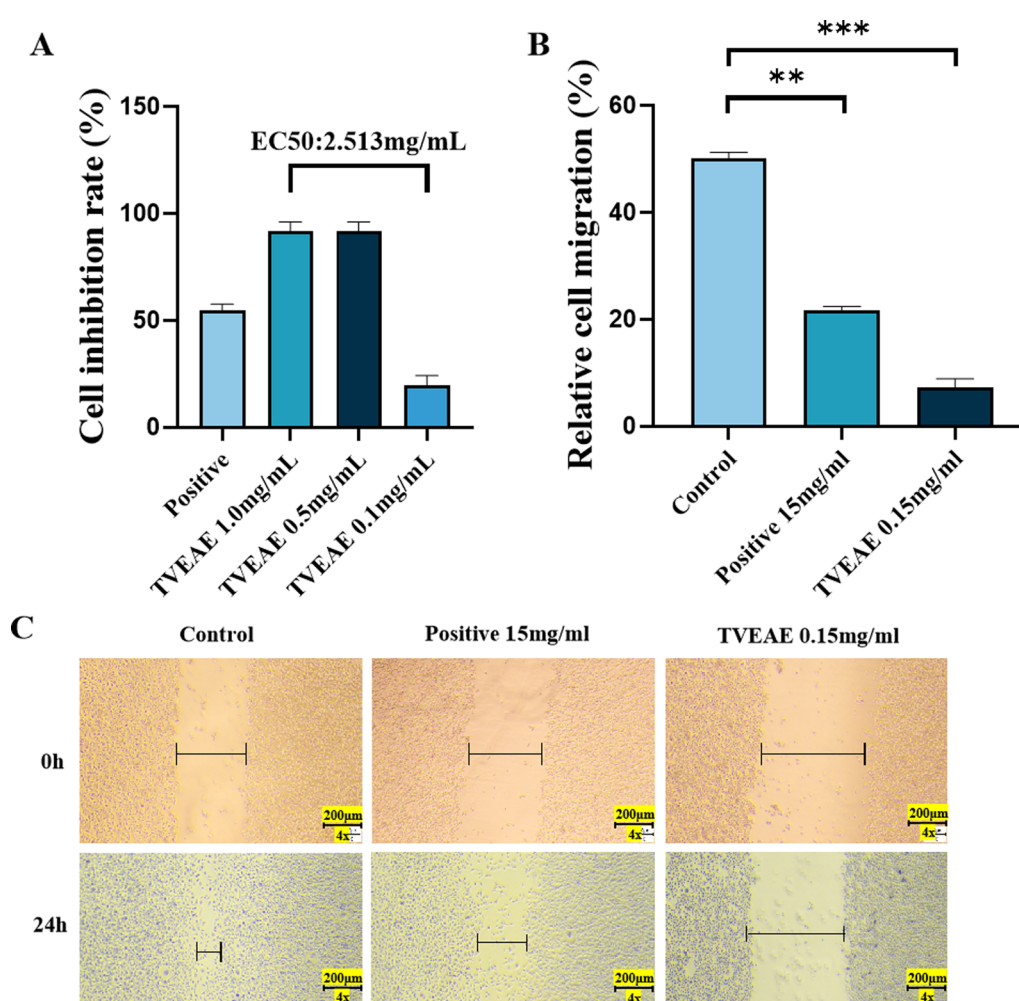 A
Cell inhibition rate (%)
150
100
50
0
EC50:2.513mg/mL
Positive
TVEAE 1.0mg/mL
TVEAE 0.5mg/mL
TVEAE 0.1mg/mL
B
Relative cell migration (%)
60
40
20
0
***
**
Control
Positive 15mg/ml
TVEAE 0.15mg/ml
C
Control
Positive 15mg/ml
TVEAE 0.15mg/ml
0h
200μm
4x
200μm
4x
200μm
4x
24h
200μm
4x
200μm
4x
200μm
4x